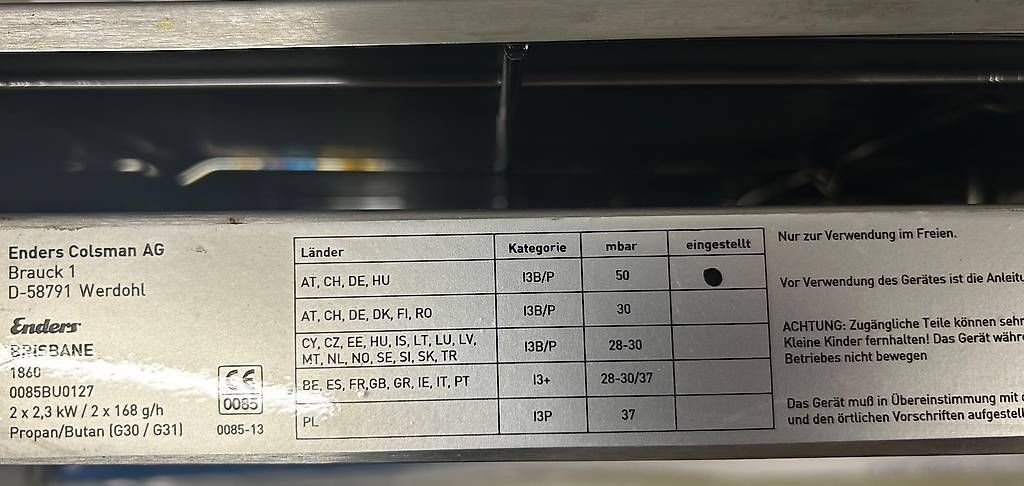 Enders Colsman AG
Brauck 1
D-58791 Werdohl
Enders
BRISBANE
1860
0085BU0127
2 x 2,3 kW / 2 x 168 g/h
Propan/Butan (G30 / G31)
CE
0085
0085-13
Länder Kategorie mbar eingestellt
AT, CH, DE, HU I3B/P 50
AT, CH, DE, DK, FI, RO I3B/P 30
CY, CZ, EE, HU, IS, LT, LU, LV,
MT, NL, NO, SE, SI, SK, TR I3B/P 28-30
BE, ES, FR,GB, GR, IE, IT, PT I3+ 28-30/37
PL I3P 37
Nur zur Verwendung im Freien.
Vor Verwendung des Gerätes ist die
ACHTUNG: Zugängliche Teile können
Kleine Kinder fernhalten! Das Gerät
Betriebes nicht bewegen
Das Gerät muß in Übereinstimmung mit
und den örtlichen Vorschriften